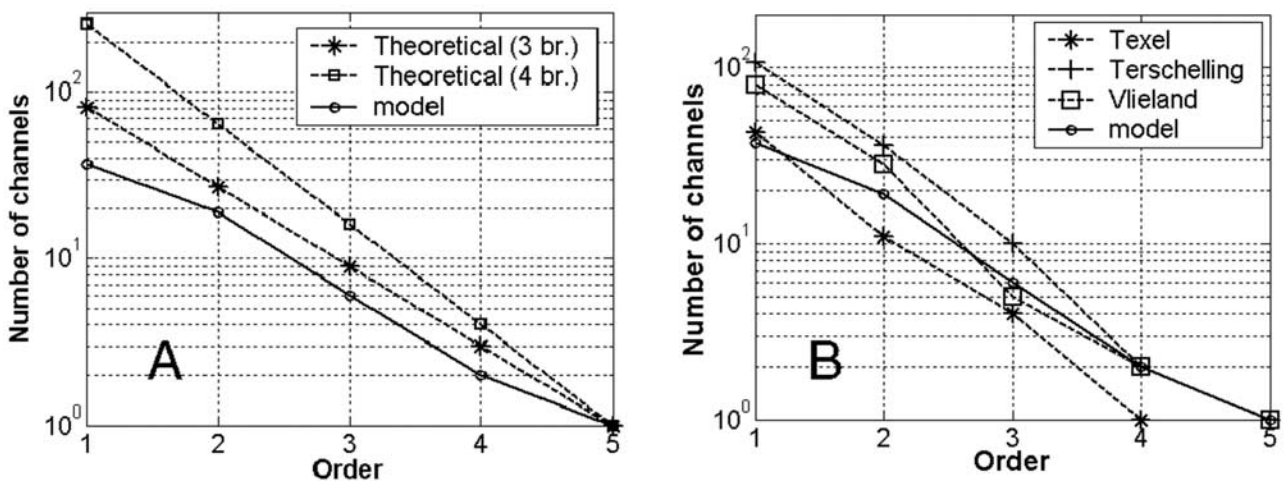 Number of channels
10^2
10^1
10^0
1 2 3 4 5
Order
A
Theoretical (3 br.)
Theoretical (4 br.)
model
Number of channels
10^2
10^1
10^0
1 2 3 4 5
Order
B
Texel
Terschelling
Vlieland
model